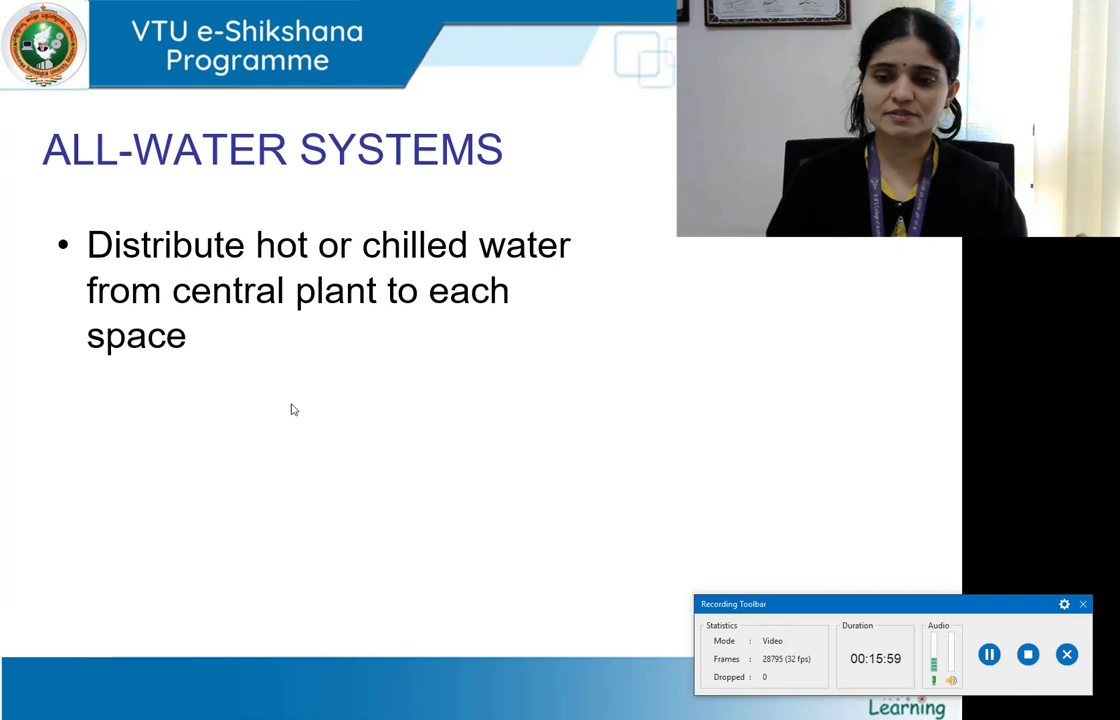 VTU e-Shikshana
Programme
ALL-WATER SYSTEMS
• Distribute hot or chilled water
from central plant to each
space
Recording Toolbar
Statistics
Mode : Video
Frames : 28795 (32 fps)
Dropped : 0
Duration
00:15:59
Audio
Learning